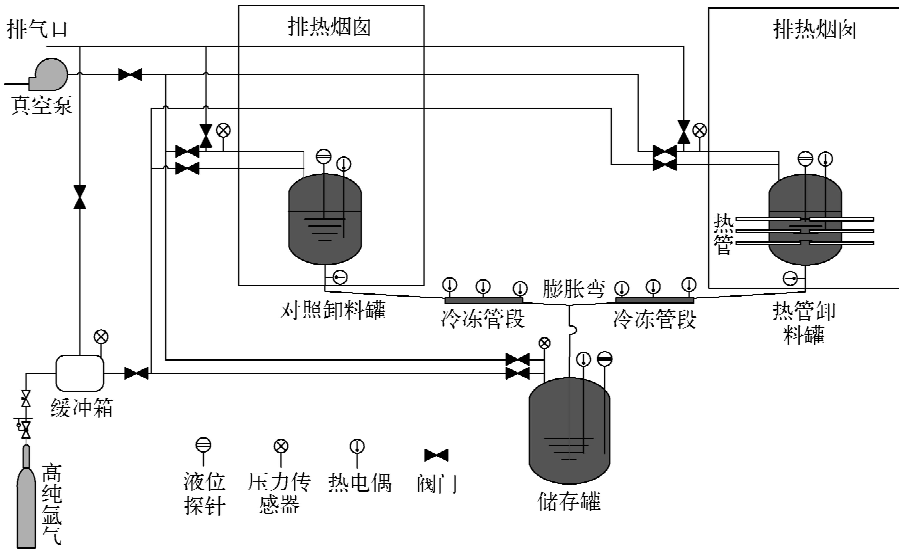 排气口
排热烟囱
排热烟囱
真空泵
热
管
对照卸料罐
冷冻管段
膨胀弯
冷冻管段
热管卸
料罐
缓冲箱
高
纯
氩
气
液位
探针
压力传
感器
热电偶
阀门
储存罐